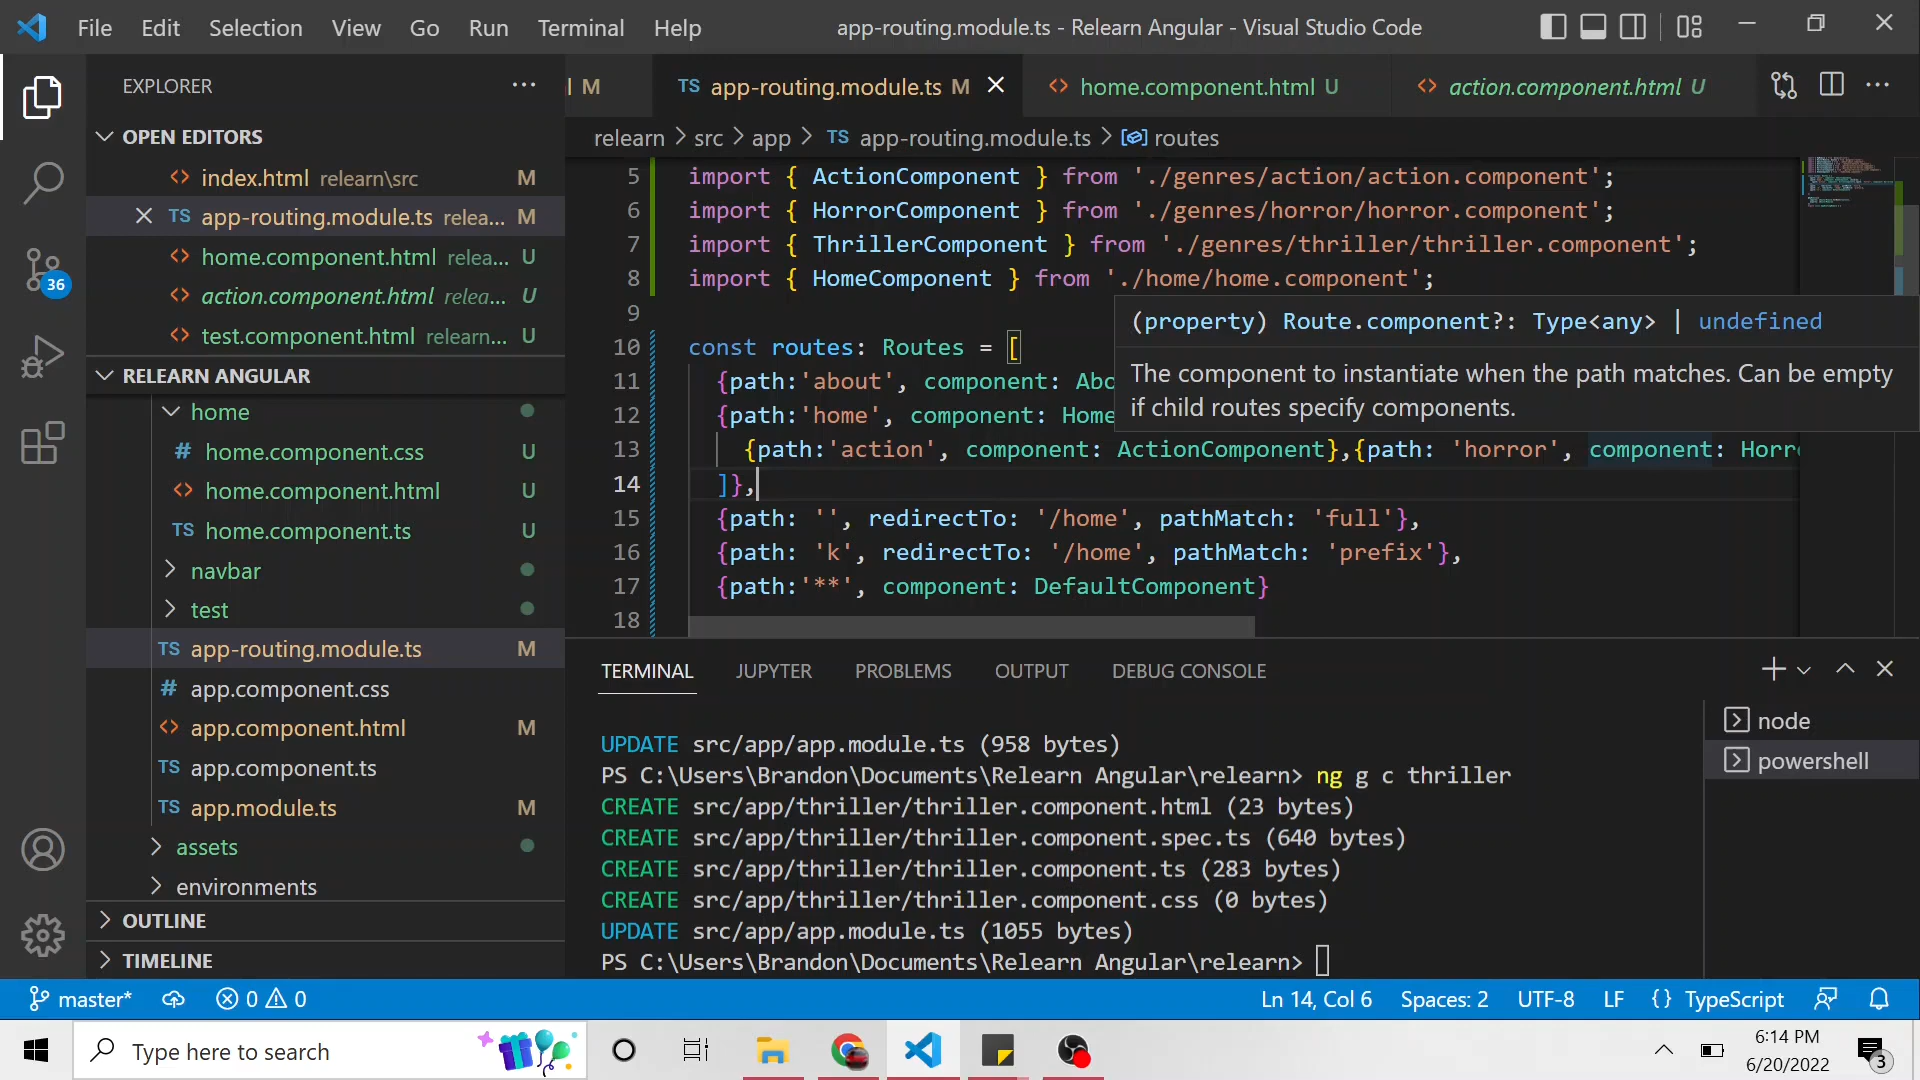 File Edit Selection View Go Run Terminal Help
app-routing.module.ts - Relearn Angular - Visual Studio Code
EXPLORER
l M
TS app-routing.module.ts M
<> home.component.html U
<> action.component.html U
OPEN EDITORS
<> index.html relearn\src M
TS app-routing.module.ts relea... M
<> home.component.html relea... U
<> action.component.html relea... U
<> test.component.html relearn... U
RELEARN ANGULAR
home
# home.component.css U
<> home.component.html U
TS home.component.ts U
navbar
test
TS app-routing.module.ts M
# app.component.css
<> app.component.html M
TS app.component.ts
TS app.module.ts M
assets
environments
OUTLINE
TIMELINE
36
relearn > src > app > TS app-routing.module.ts > routes
5 import { ActionComponent } from './genres/action/action.component';
6 import { HorrorComponent } from './genres/horror/horror.component';
7 import { ThrillerComponent } from './genres/thriller/thriller.component';
8 import { HomeComponent } from './home/home.component';
9
(property) Route.component?: Type<any> | undefined
The component to instantiate when the path matches. Can be empty
if child routes specify components.
10 const routes: Routes = [
11 {path:'about', component: Abo
12 {path:'home', component: Home
13 {path:'action', component: ActionComponent},{path: 'horror', component: Horr
14 ]},
15 {path: '', redirectTo: '/home', pathMatch: 'full'},
16 {path: 'k', redirectTo: '/home', pathMatch: 'prefix'},
17 {path:'**', component: DefaultComponent}
18
TERMINAL JUPYTER PROBLEMS OUTPUT DEBUG CONSOLE
UPDATE src/app/app.module.ts (958 bytes)
PS C:\Users\Brandon\Documents\Relearn Angular\relearn> ng g c thriller
CREATE src/app/thriller/thriller.component.html (23 bytes)
CREATE src/app/thriller/thriller.component.spec.ts (640 bytes)
CREATE src/app/thriller/thriller.component.ts (283 bytes)
CREATE src/app/thriller/thriller.component.css (0 bytes)
UPDATE src/app/app.module.ts (1055 bytes)
PS C:\Users\Brandon\Documents\Relearn Angular\relearn>
node
powershell
master* 0 0
Ln 14, Col 6 Spaces: 2 UTF-8 LF {} TypeScript
Type here to search
6:14 PM
6/20/2022
3